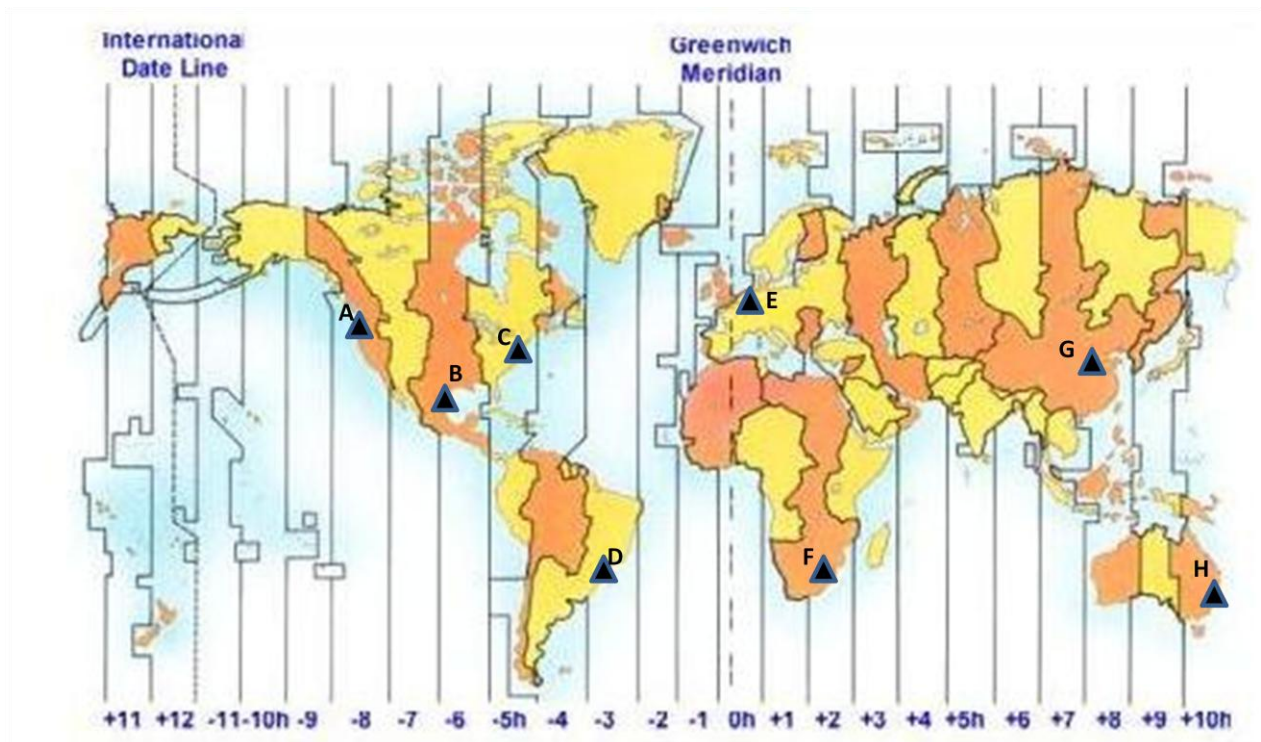 International
Date Line
Greenwich
Meridian
A
B
C
D
E
F
G
H
+11 +12 -11 -10h -9 -8 -7 -6 -5h -4 -3 -2 -1 0h +1 +2 +3 +4 +5h +6 +7 +8 +9 +10h